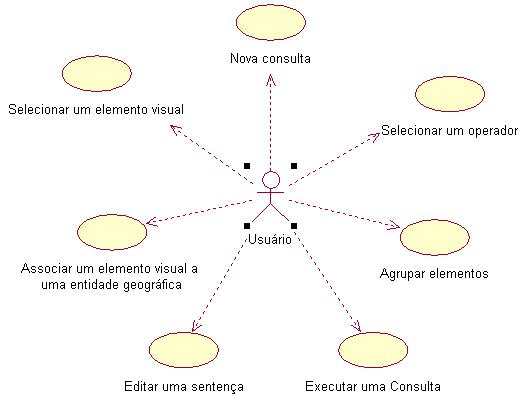 Nova consulta
Selecionar um elemento visual
Selecionar um operador
Usuário
Associar um elemento visual a
uma entidade geográfica
Agrupar elementos
Editar uma sentença
Executar uma Consulta